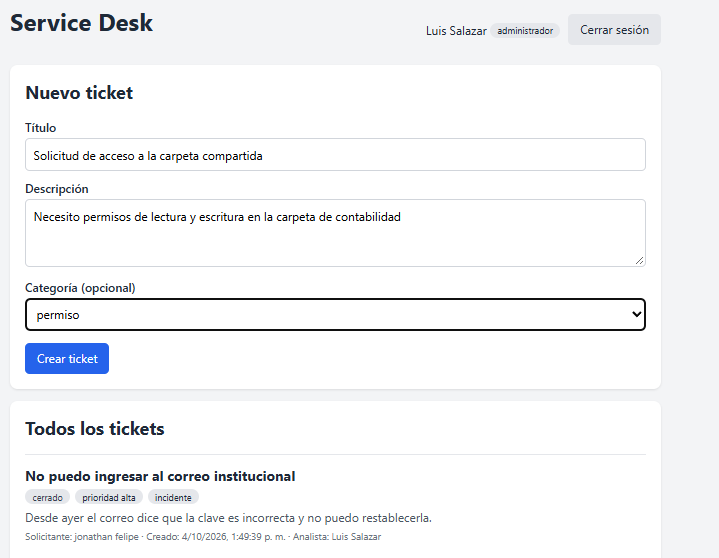 Service Desk
Luis Salazar administrador Cerrar sesión
Nuevo ticket
Título
Solicitud de acceso a la carpeta compartida
Descripción
Necesito permisos de lectura y escritura en la carpeta de contabilidad
Categoría (opcional)
permiso
Crear ticket
Todos los tickets
No puedo ingresar al correo institucional
cerrado prioridad alta incidente
Desde ayer el correo dice que la clave es incorrecta y no puedo restablecerla.
Solicitante: jonathan felipe · Creado: 4/10/2026, 1:49:39 p. m. · Analista: Luis Salazar